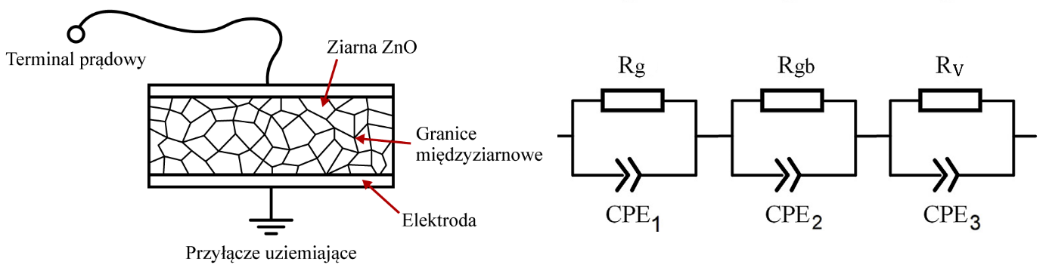 Terminal prądowy
Ziarna ZnO
Granice
międzyziarnowe
Elektroda
Przyłącze uziemiające
Rg
Rgb
Rv
CPE1
CPE2
CPE3